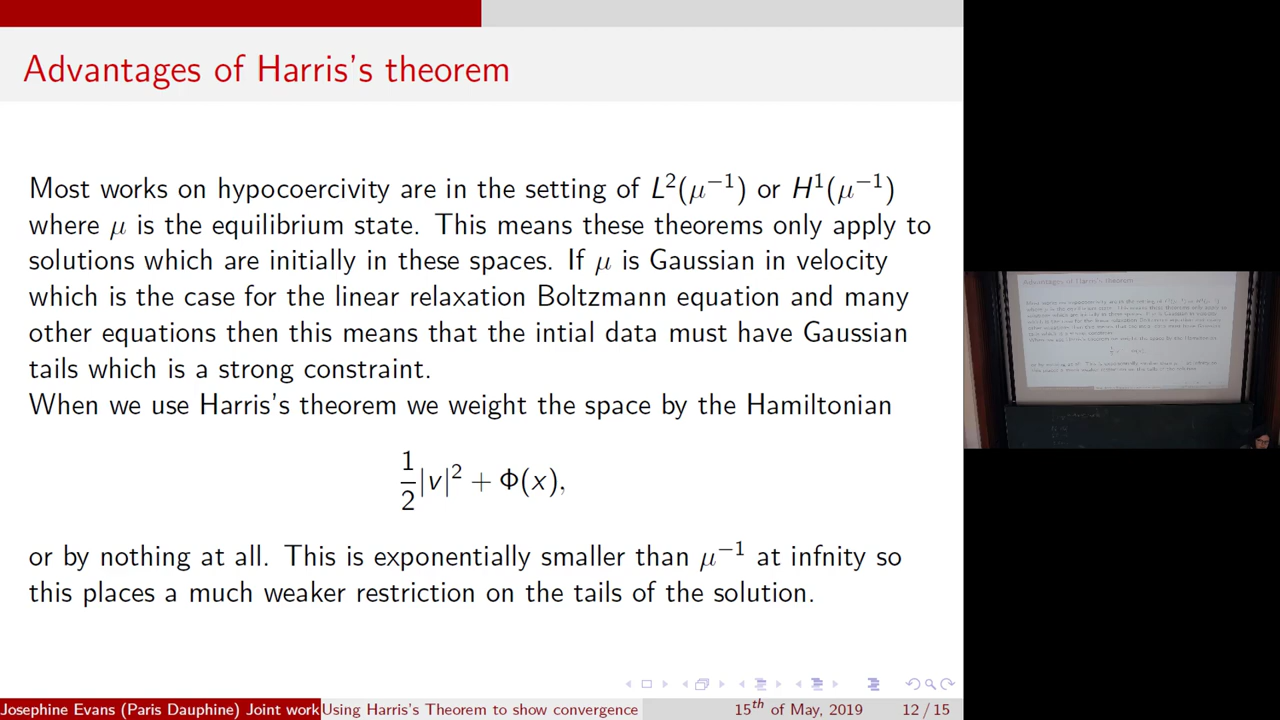 Advantages of Harris's theorem
Most works on hypocoercivity are in the setting of L²(μ⁻¹) or H¹(μ⁻¹)
where μ is the equilibrium state. This means these theorems only apply to
solutions which are initially in these spaces. If μ is Gaussian in velocity
which is the case for the linear relaxation Boltzmann equation and many
other equations then this means that the intial data must have Gaussian
tails which is a strong constraint.
When we use Harris's theorem we weight the space by the Hamiltonian
1/2|v|² + Φ(x),
or by nothing at all. This is exponentially smaller than μ⁻¹ at infnity so
this places a much weaker restriction on the tails of the solution.
Josephine Evans (Paris Dauphine) Joint work Using Harris's Theorem to show convergence 15th of May, 2019 12 / 15
Advantages of Harris's theorem